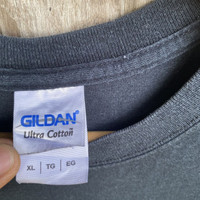 GILDAN
Ultra Cotton®
XL | TG | EG